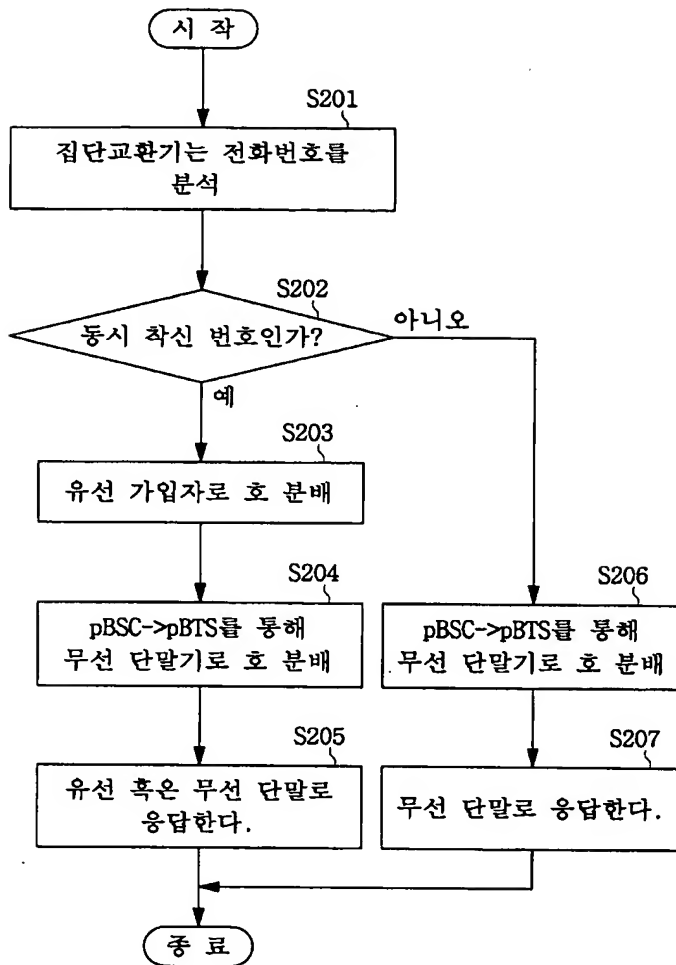 시 작
S201
집단교환기는 전화번호를
분석
S202
동시 착신 번호인가?
아니오
예
S203
유선 가입자로 호 분배
S204
pBSC->pBTS를 통해
무선 단말기로 호 분배
S206
pBSC->pBTS를 통해
무선 단말기로 호 분배
S205
유선 혹은 무선 단말로
응답한다.
S207
무선 단말로 응답한다.
종 료